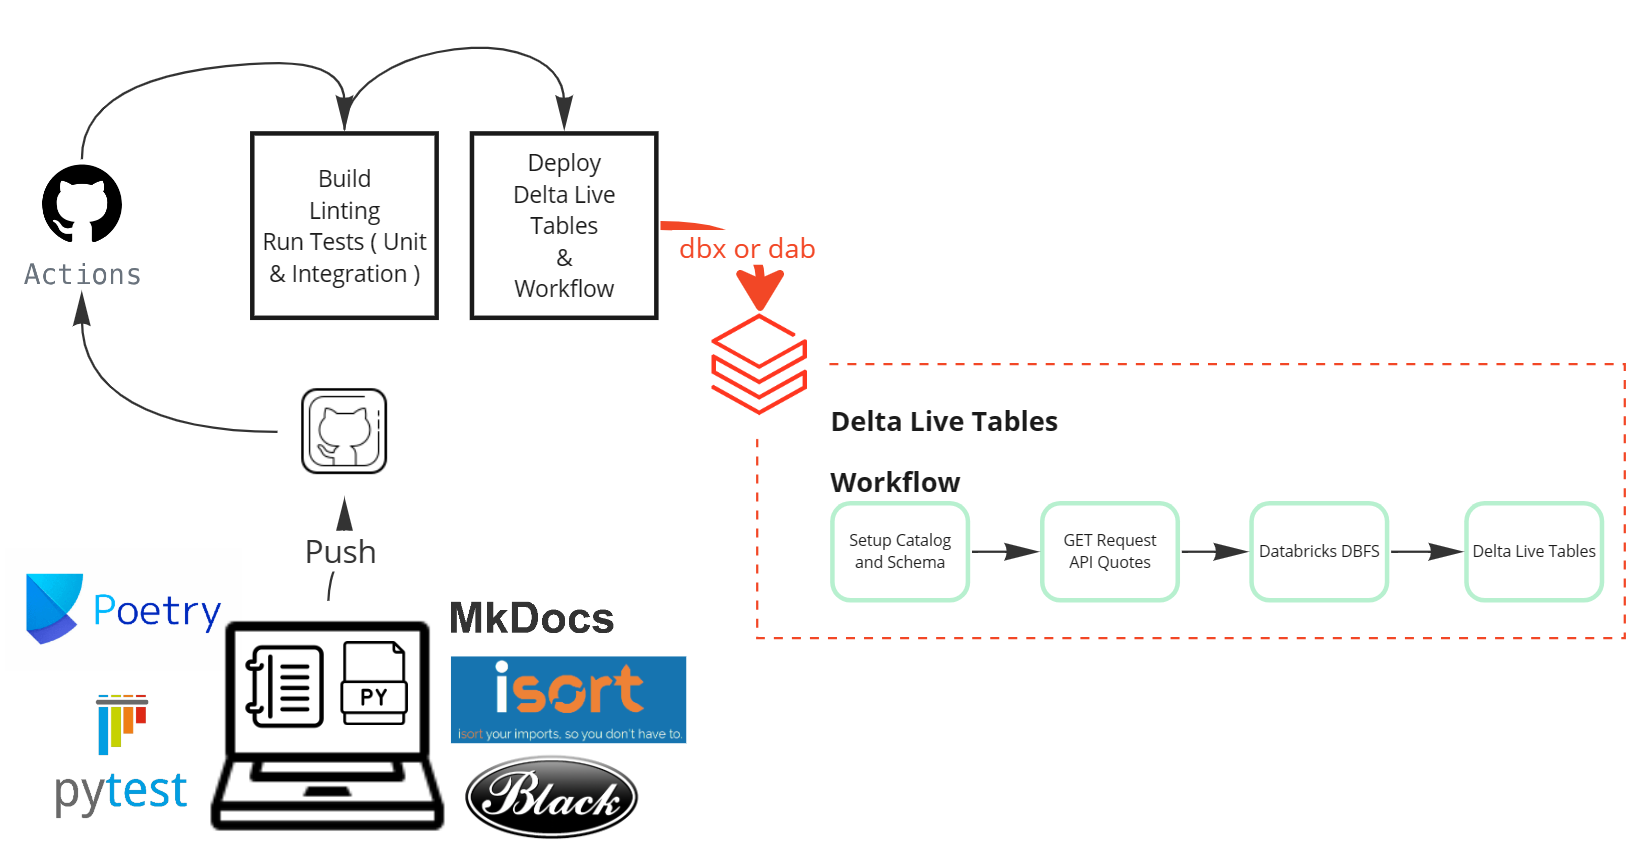 Build
Linting
Run Tests ( Unit
& Integration )
Deploy
Delta Live
Tables
&
Workflow
dbx or dab
Actions
Push
Poetry
pytest
PY
MkDocs
isort
isort your imports, so you don't have to.
Black
Delta Live Tables
Workflow
Setup Catalog
and Schema
GET Request
API Quotes
Databricks DBFS
Delta Live Tables